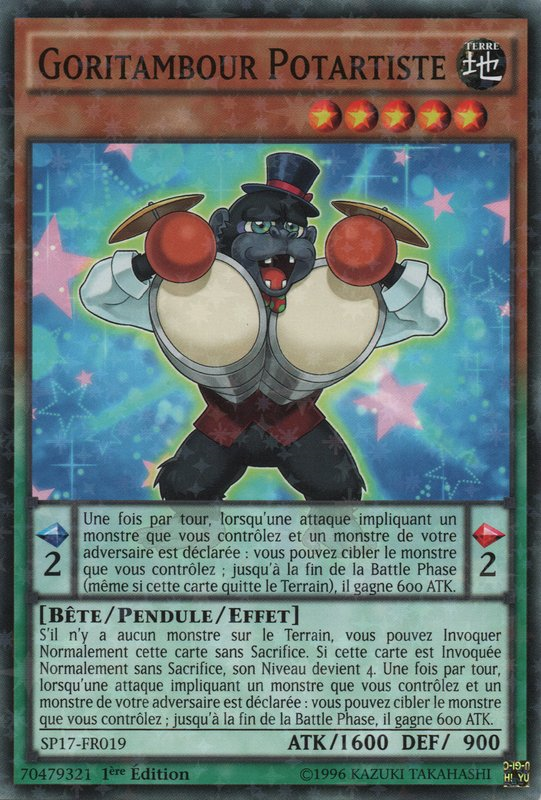 GORITAMBOUR POTARTISTE
TERRE
地
Une fois par tour, lorsqu'une attaque impliquant un
monstre que vous contrôlez et un monstre de votre
adversaire est déclarée : vous pouvez cibler le monstre
que vous contrôlez ; jusqu'à la fin de la Battle Phase
(même si cette carte quitte le Terrain), il gagne 600 ATK.
2
2
[BÊTE/PENDULE/EFFET]
S'il n'y a aucun monstre sur le Terrain, vous pouvez Invoquer
Normalement cette carte sans Sacrifice. Si cette carte est Invoquée
Normalement sans Sacrifice, son Niveau devient 4. Une fois par tour,
lorsqu'une attaque impliquant un monstre que vous contrôlez et un
monstre de votre adversaire est déclarée : vous pouvez cibler le monstre
que vous contrôlez ; jusqu'à la fin de la Battle Phase, il gagne 600 ATK.
SP17-FR019
ATK/1600 DEF/ 900
70479321 1ère Édition
©1996 KAZUKI TAKAHASHI